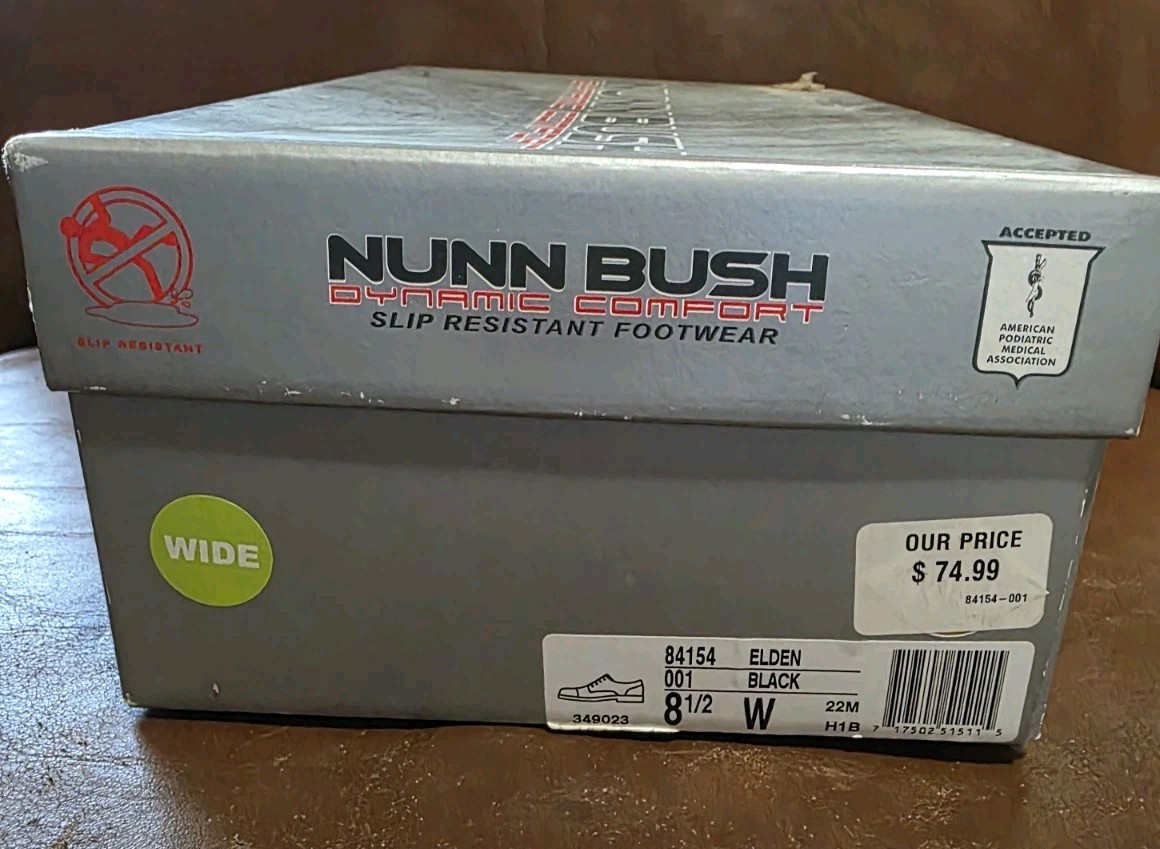 SLIP RESISTANT
NUNN BUSH
DYNAMIC COMFORT
SLIP RESISTANT FOOTWEAR
ACCEPTED
AMERICAN
PODIATRIC
MEDICAL
ASSOCIATION
WIDE
OUR PRICE
$ 74.99
84154-001
84154 ELDEN
001 BLACK
8 1/2 W 22M
349023 H1B 7 17502 51511 5